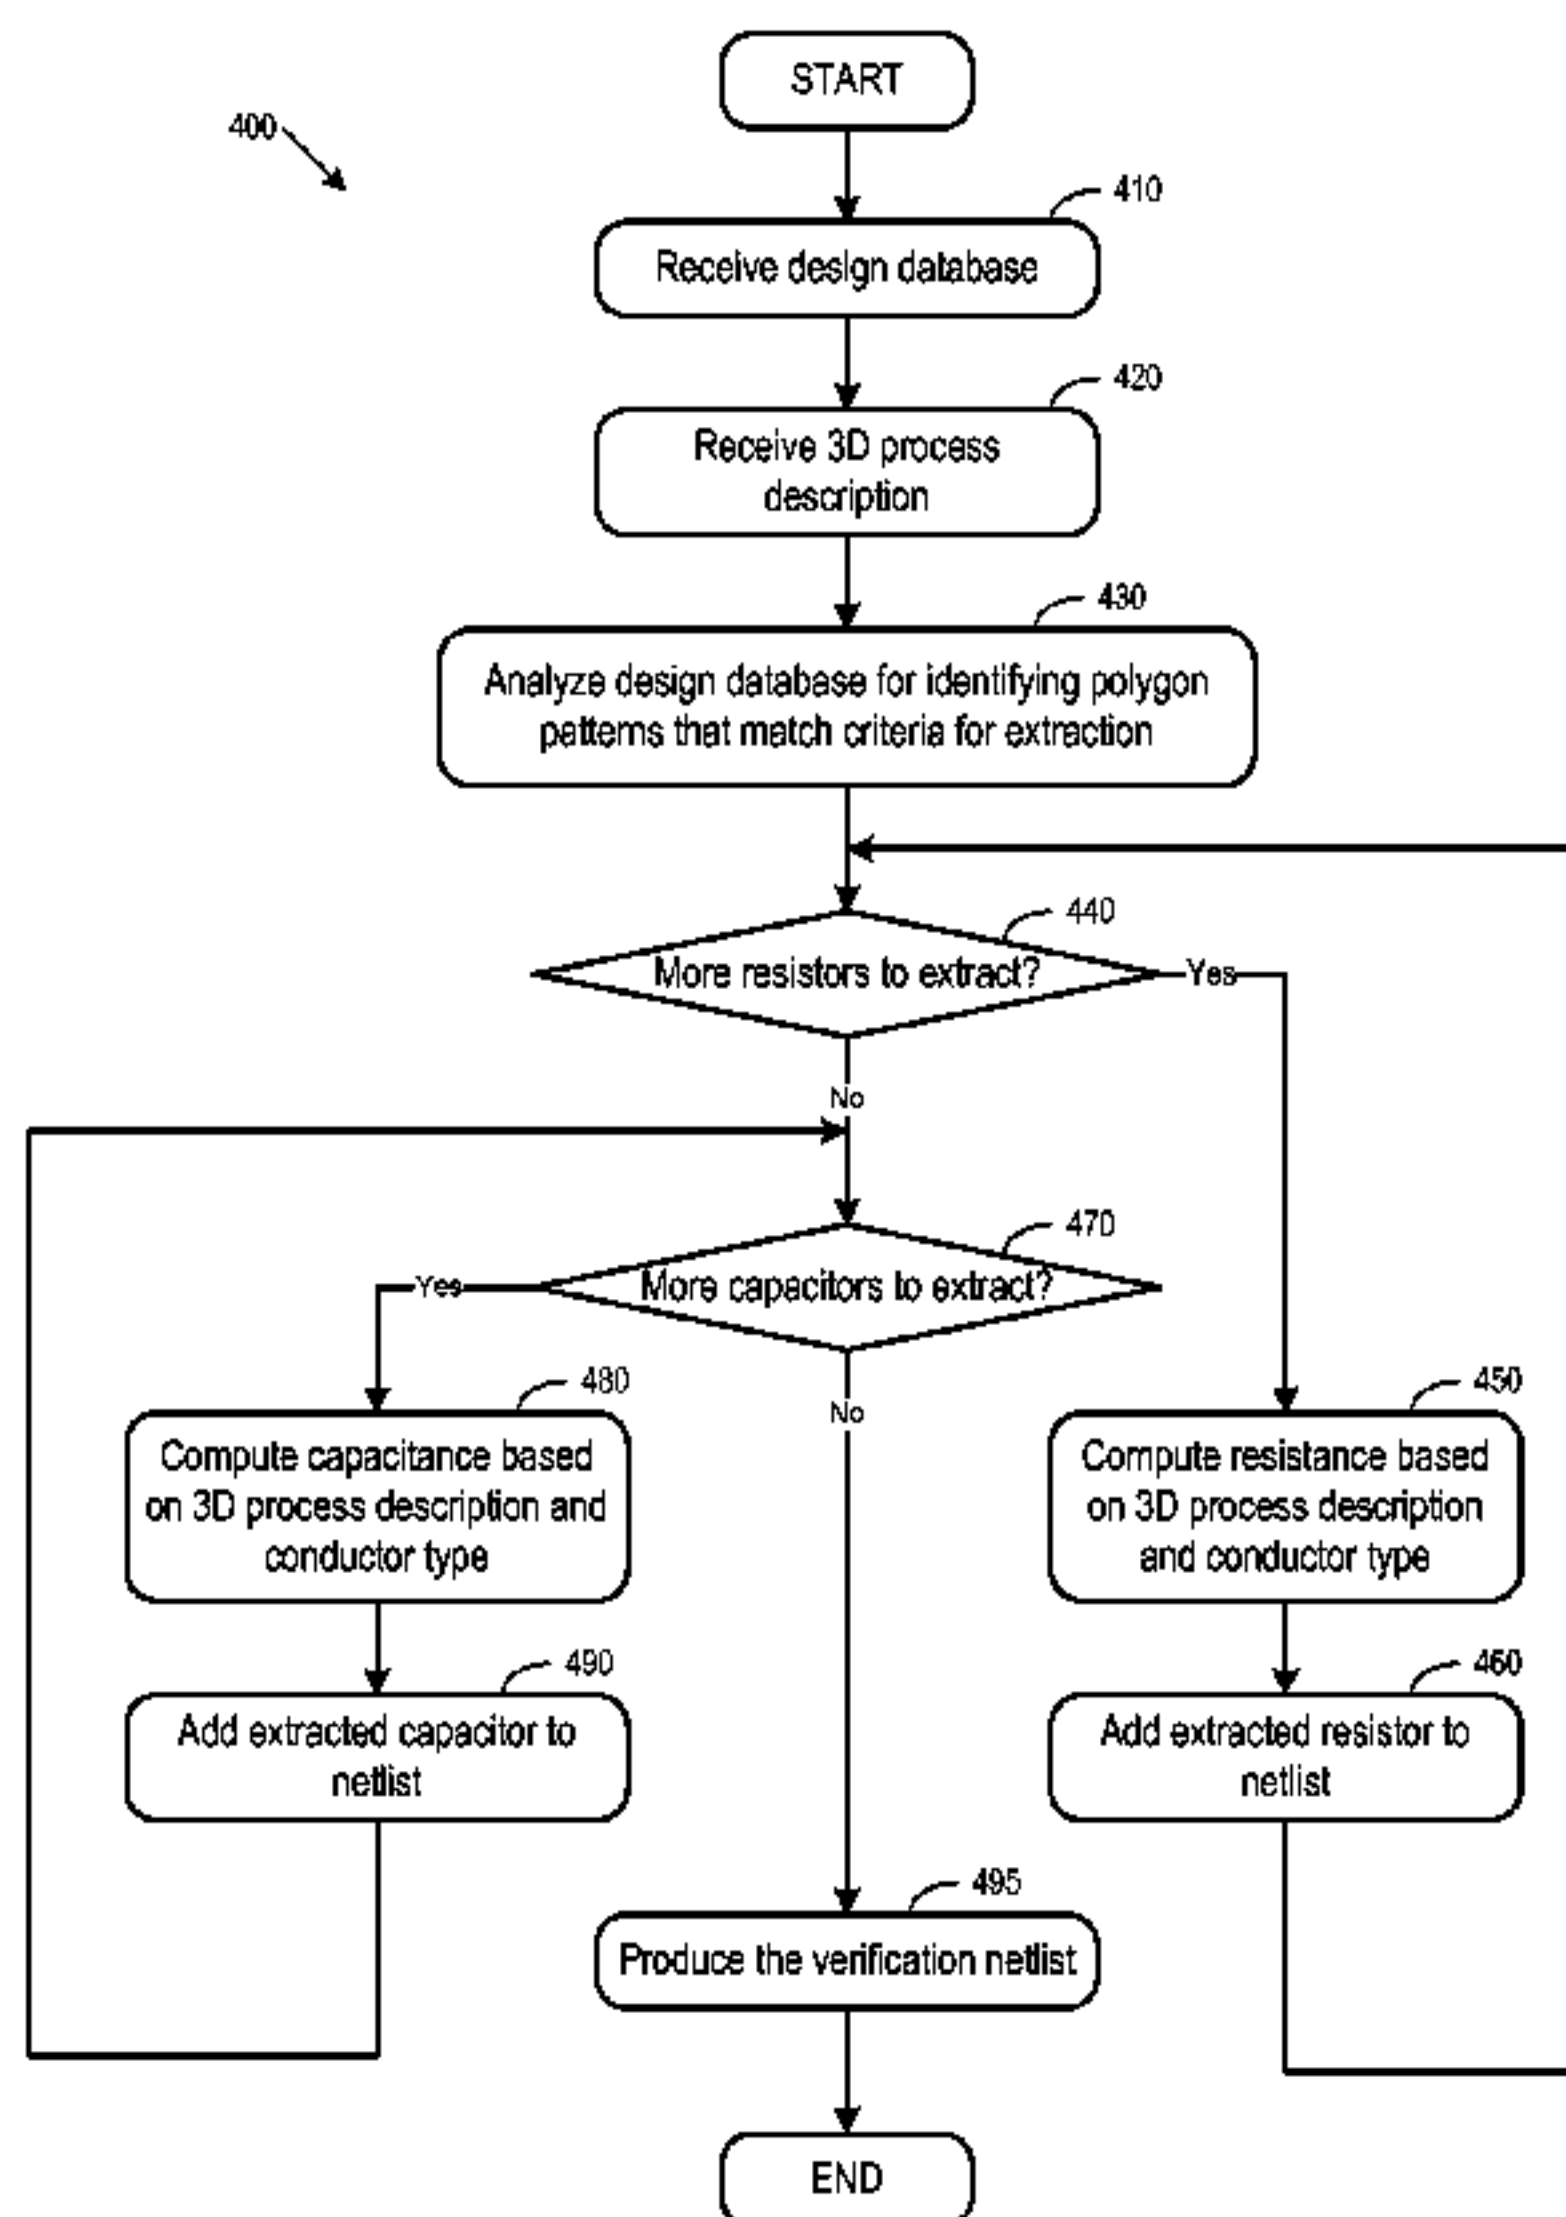 START
400
410
Receive design database
420
Receive 3D process
description
430
Analyze design database for identifying polygon
patterns that match criteria for extraction
440
More resistors to extract?
Yes
No
470
More capacitors to extract?
Yes
No
480
Compute capacitance based
on 3D process description and
conductor type
450
Compute resistance based
on 3D process description
and conductor type
490
Add extracted capacitor to
netlist
460
Add extracted resistor to
netlist
495
Produce the verification netlist
END